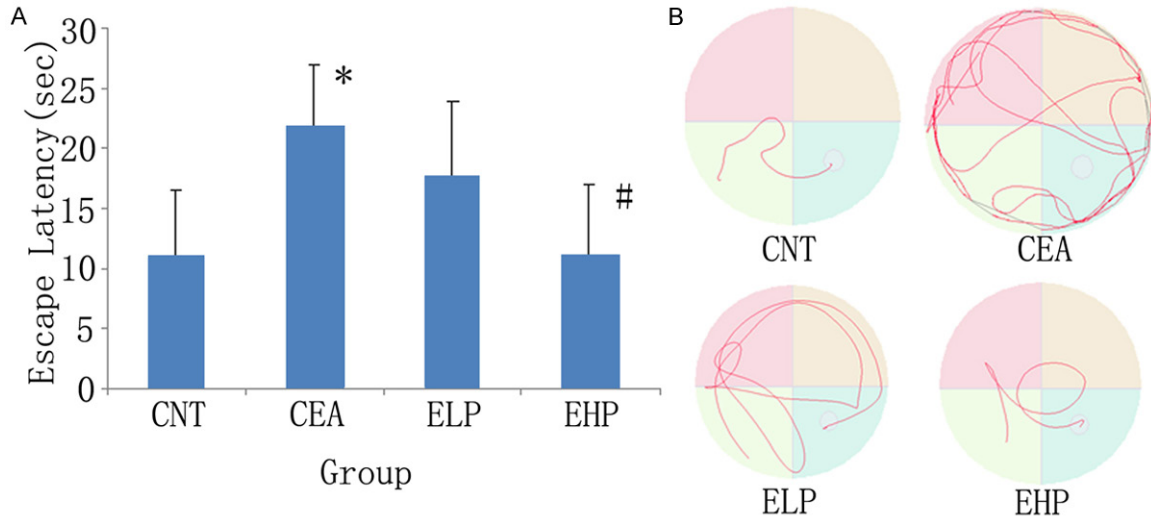 A
Escape Latency(sec)
30
25
20
15
10
5
0
*
#
CNT CEA ELP EHP
Group
B
CNT CEA
ELP EHP